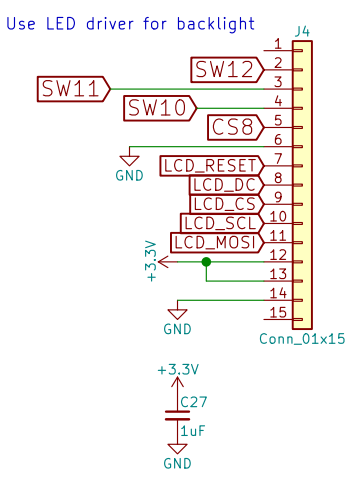 Use LED driver for backlight
J4
1
SW12 2
SW11 3
SW10 4
CS8 5
6
GND
LCD_RESET 7
LCD_DC 8
LCD_CS 9
LCD_SCL 10
LCD_MOSI 11
+3.3V 12
13
14
GND
15
Conn_01x15
+3.3V
C27
1uF
GND